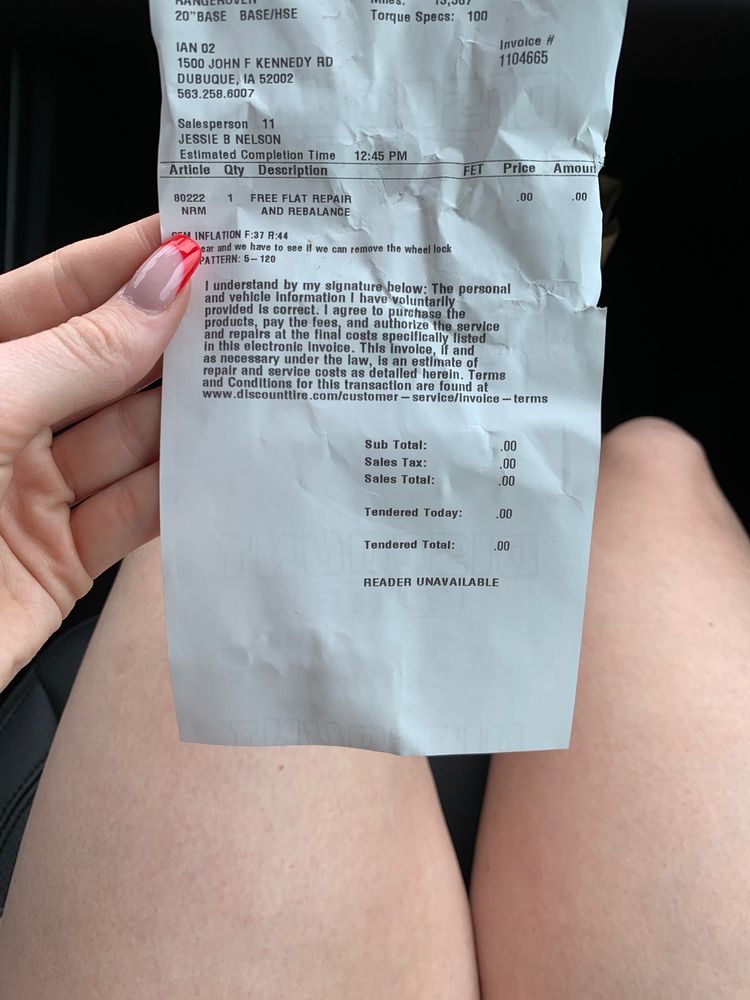 RANGEROVER Miles: 13,387
20"BASE BASE/HSE Torque Specs: 100
IAN 02 Invoice #
1500 JOHN F KENNEDY RD 1104665
DUBUQUE, IA 52002
563.258.6007
Salesperson 11
JESSIE B NELSON
Estimated Completion Time 12:45 PM
Article Qty Description FET Price Amoun
80222 1 FREE FLAT REPAIR .00 .00
NRM AND REBALANCE
INFLATION F:37 R:44
and we have to see if we can remove the wheel lock
PATTERN: 5-120
I understand by my signature below: The personal
and vehicle information I have voluntarily
provided is correct. I agree to purchase the
products, pay the fees, and authorize the service
and repairs at the final costs specifically listed
in this electronic invoice. This invoice, if and
as necessary under the law, is an estimate of
repair and service costs as detailed herein. Terms
and Conditions for this transaction are found at
www.discounttire.com/customer-service/invoice-terms
Sub Total: .00
Sales Tax: .00
Sales Total: .00
Tendered Today: .00
Tendered Total: .00
READER UNAVAILABLE